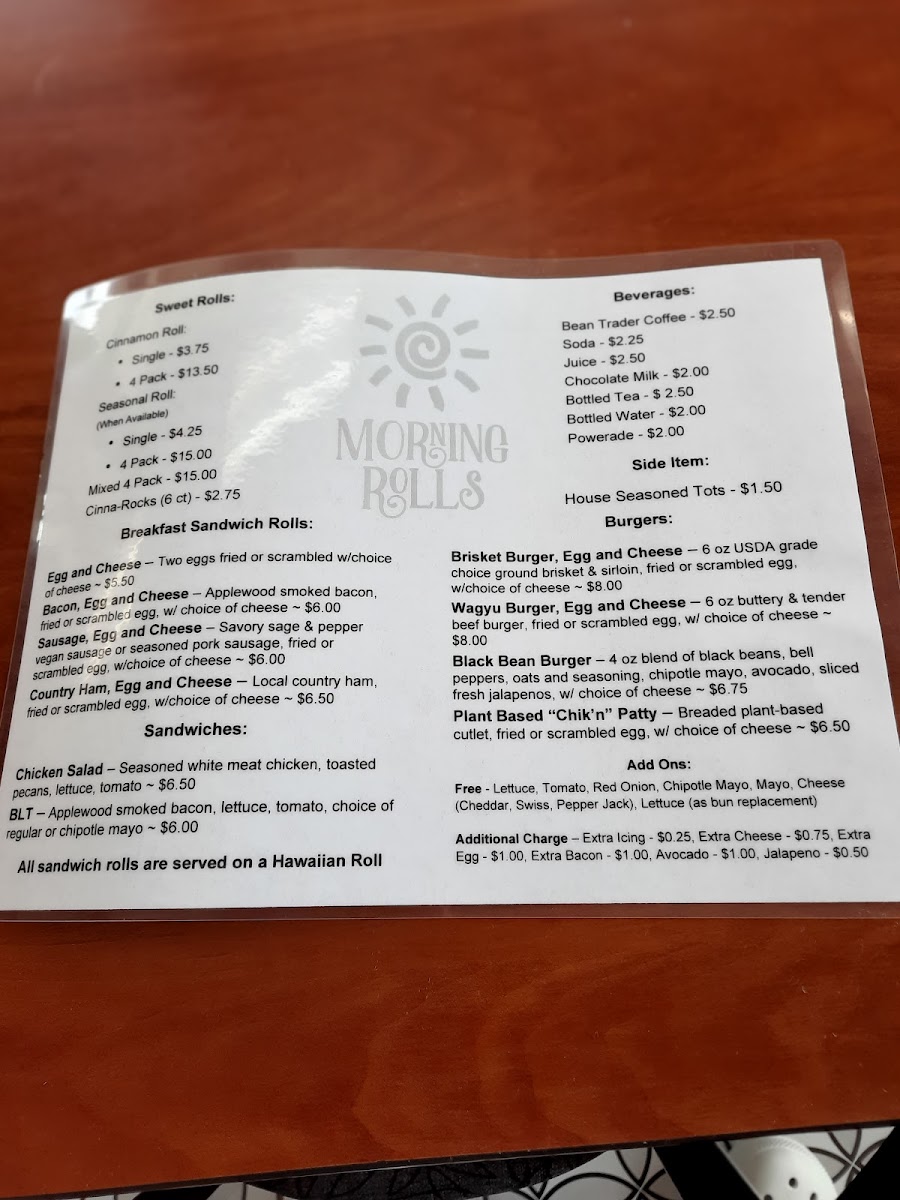 Sweet Rolls:
Cinnamon Roll:
• Single - $3.75
• 4 Pack - $13.50
Seasonal Roll:
(When Available)
• Single - $4.25
• 4 Pack - $15.00
Mixed 4 Pack - $15.00
Cinna-Rocks (6 ct) - $2.75
Breakfast Sandwich Rolls:
Egg and Cheese – Two eggs fried or scrambled w/choice
of cheese ~ $5.50
Bacon, Egg and Cheese – Applewood smoked bacon,
fried or scrambled egg, w/ choice of cheese ~ $6.00
Sausage, Egg and Cheese – Savory sage & pepper
vegan sausage or seasoned pork sausage, fried or
scrambled egg, w/choice of cheese ~ $6.00
Country Ham, Egg and Cheese – Local country ham,
fried or scrambled egg, w/choice of cheese ~ $6.50
Sandwiches:
Chicken Salad – Seasoned white meat chicken, toasted
pecans, lettuce, tomato ~ $6.50
BLT – Applewood smoked bacon, lettuce, tomato, choice of
regular or chipotle mayo ~ $6.00
All sandwich rolls are served on a Hawaiian Roll
MORNING
ROLLS
Beverages:
Bean Trader Coffee - $2.50
Soda - $2.25
Juice - $2.50
Chocolate Milk - $2.00
Bottled Tea - $ 2.50
Bottled Water - $2.00
Powerade - $2.00
Side Item:
House Seasoned Tots - $1.50
Burgers:
Brisket Burger, Egg and Cheese – 6 oz USDA grade
choice ground brisket & sirloin, fried or scrambled egg,
w/choice of cheese ~ $8.00
Wagyu Burger, Egg and Cheese – 6 oz buttery & tender
beef burger, fried or scrambled egg, w/ choice of cheese ~
$8.00
Black Bean Burger – 4 oz blend of black beans, bell
peppers, oats and seasoning, chipotle mayo, avocado, sliced
fresh jalapenos, w/ choice of cheese ~ $6.75
Plant Based “Chik’n” Patty – Breaded plant-based
cutlet, fried or scrambled egg, w/ choice of cheese ~ $6.50
Add Ons:
Free - Lettuce, Tomato, Red Onion, Chipotle Mayo, Mayo, Cheese
(Cheddar, Swiss, Pepper Jack), Lettuce (as bun replacement)
Additional Charge – Extra Icing - $0.25, Extra Cheese - $0.75, Extra
Egg - $1.00, Extra Bacon - $1.00, Avocado - $1.00, Jalapeno - $0.50